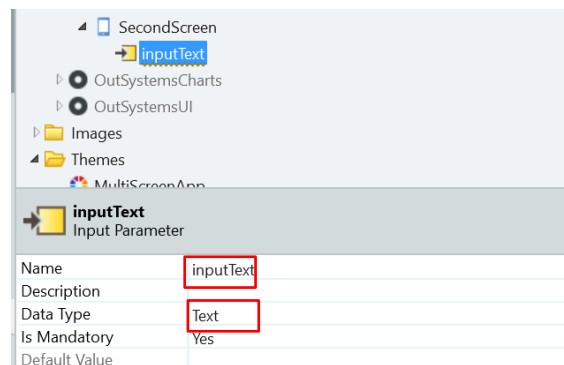 SecondScreen
inputText
OutSystemsCharts
OutSystemsUI
Images
Themes
MultiScreenApp
inputText
Input Parameter
Name inputText
Description
Data Type Text
Is Mandatory Yes
Default Value